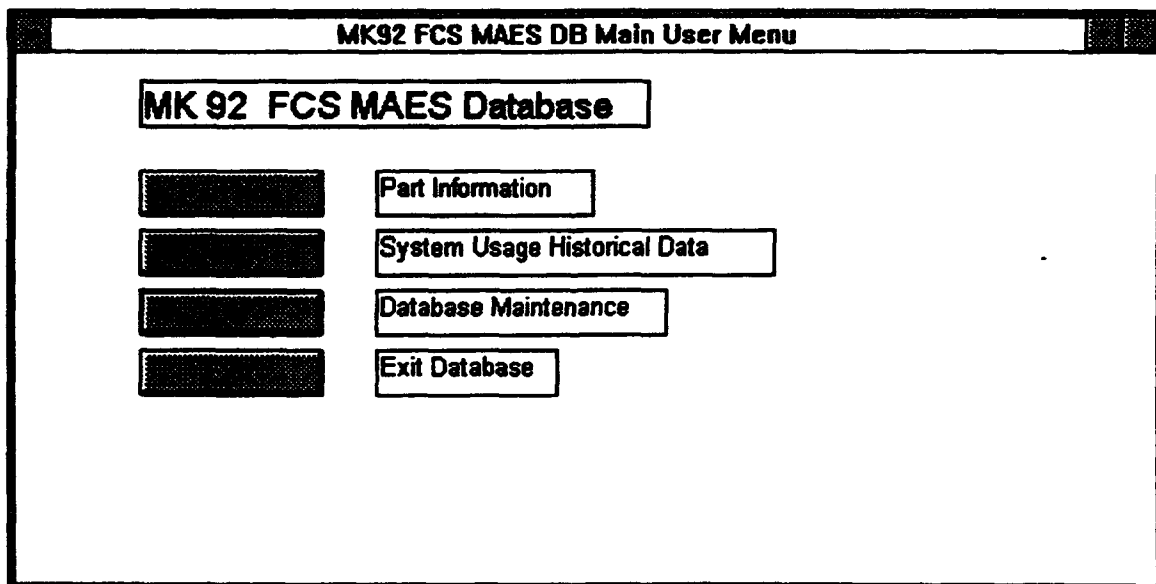 MK92 FCS MAES DB Main User Menu
MK 92 FCS MAES Database
Part Information
System Usage Historical Data
Database Maintenance
Exit Database